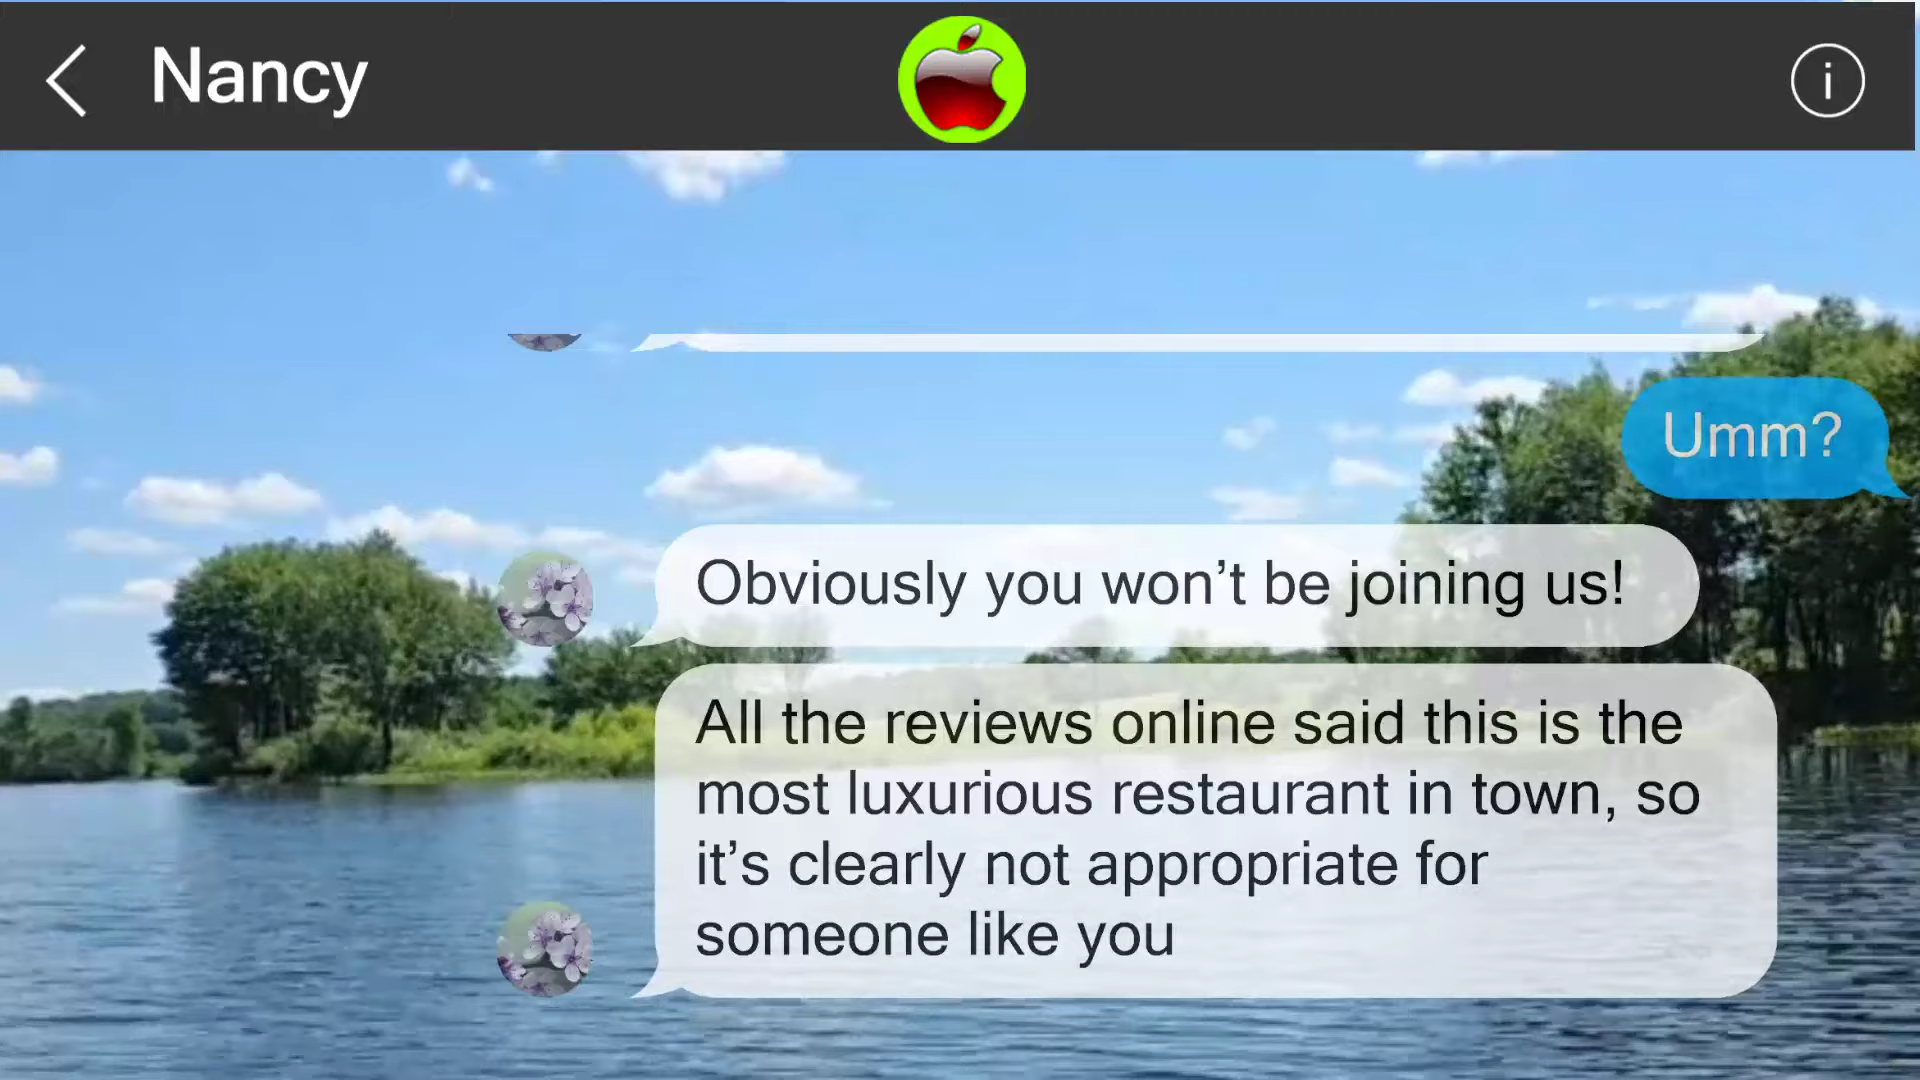 Nancy
Umm?
Obviously you won’t be joining us!
All the reviews online said this is the
most luxurious restaurant in town, so
it’s clearly not appropriate for
someone like you